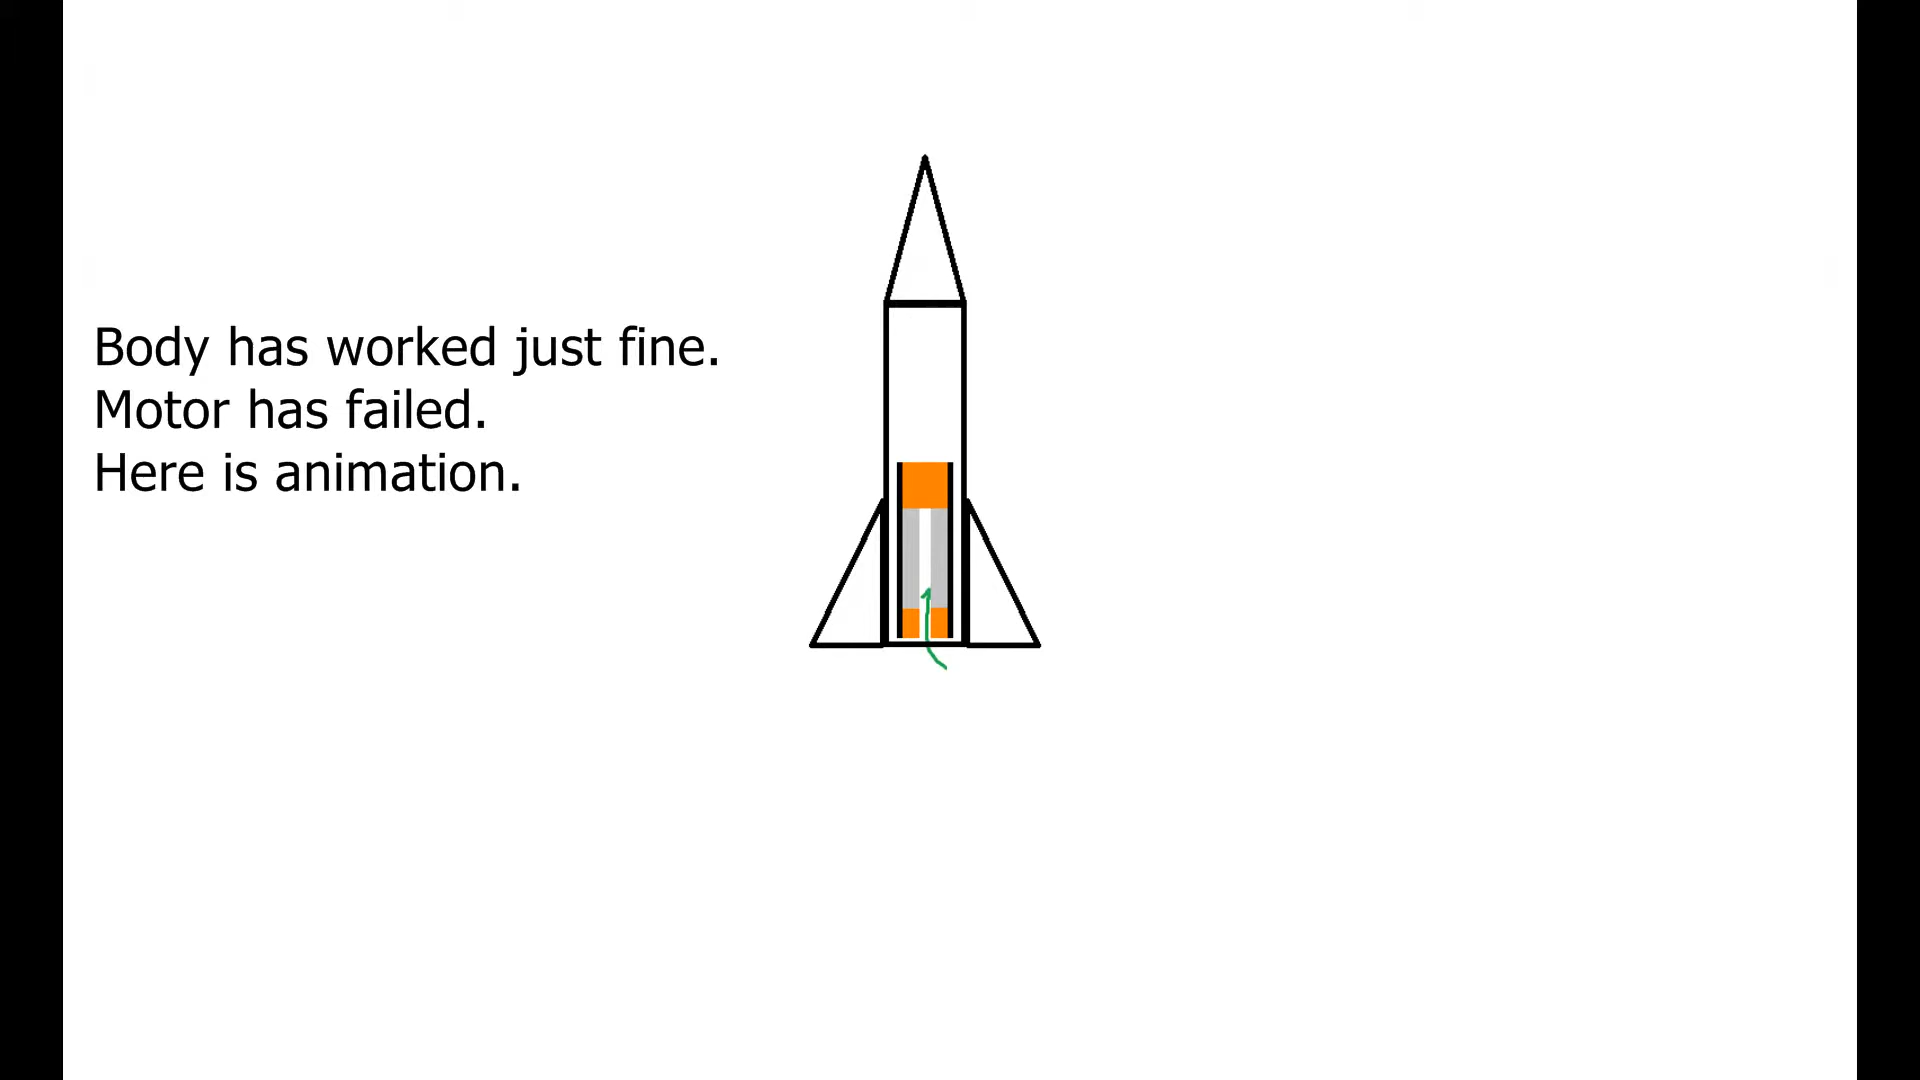 Body has worked just fine.
Motor has failed.
Here is animation.